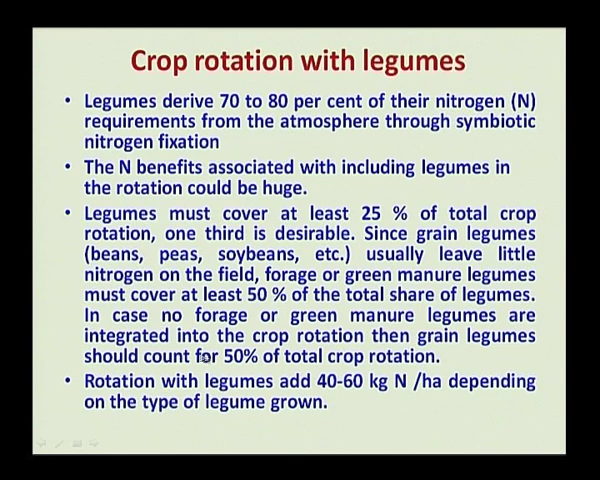 Crop rotation with legumes
• Legumes derive 70 to 80 per cent of their nitrogen (N)
requirements from the atmosphere through symbiotic
nitrogen fixation
• The N benefits associated with including legumes in
the rotation could be huge.
• Legumes must cover at least 25 % of total crop
rotation, one third is desirable. Since grain legumes
(beans, peas, soybeans, etc.) usually leave little
nitrogen on the field, forage or green manure legumes
must cover at least 50 % of the total share of legumes.
In case no forage or green manure legumes are
integrated into the crop rotation then grain legumes
should count for 50% of total crop rotation.
• Rotation with legumes add 40-60 kg N /ha depending
on the type of legume grown.